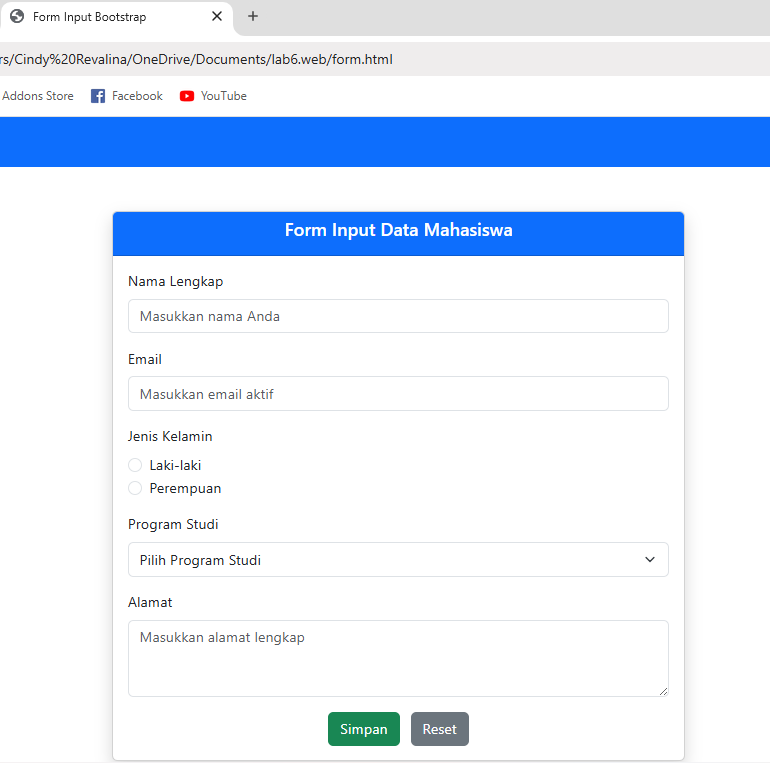 Form Input Bootstrap
rs/Cindy%20Revalina/OneDrive/Documents/lab6.web/form.html
Addons Store Facebook YouTube
Form Input Data Mahasiswa
Nama Lengkap
Masukkan nama Anda
Email
Masukkan email aktif
Jenis Kelamin
Laki-laki
Perempuan
Program Studi
Pilih Program Studi
Alamat
Masukkan alamat lengkap
Simpan Reset